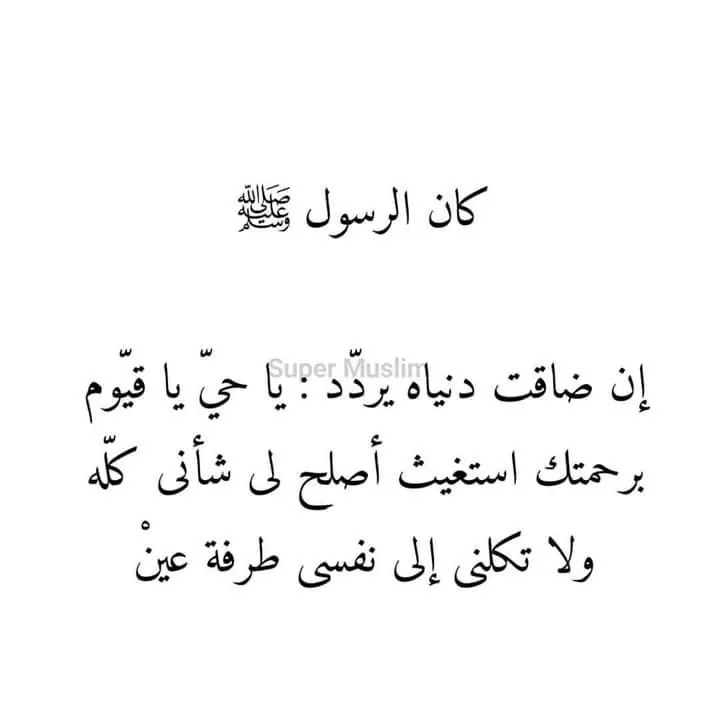 كان الرسول ﷺ
Super Muslim
إن ضاقت دنياه يردّد : يا حيّ يا قيّوم
برحمتك استغيث أصلح لى شأنى كلّه
ولا تكلنى إلى نفسى طرفة عينْ